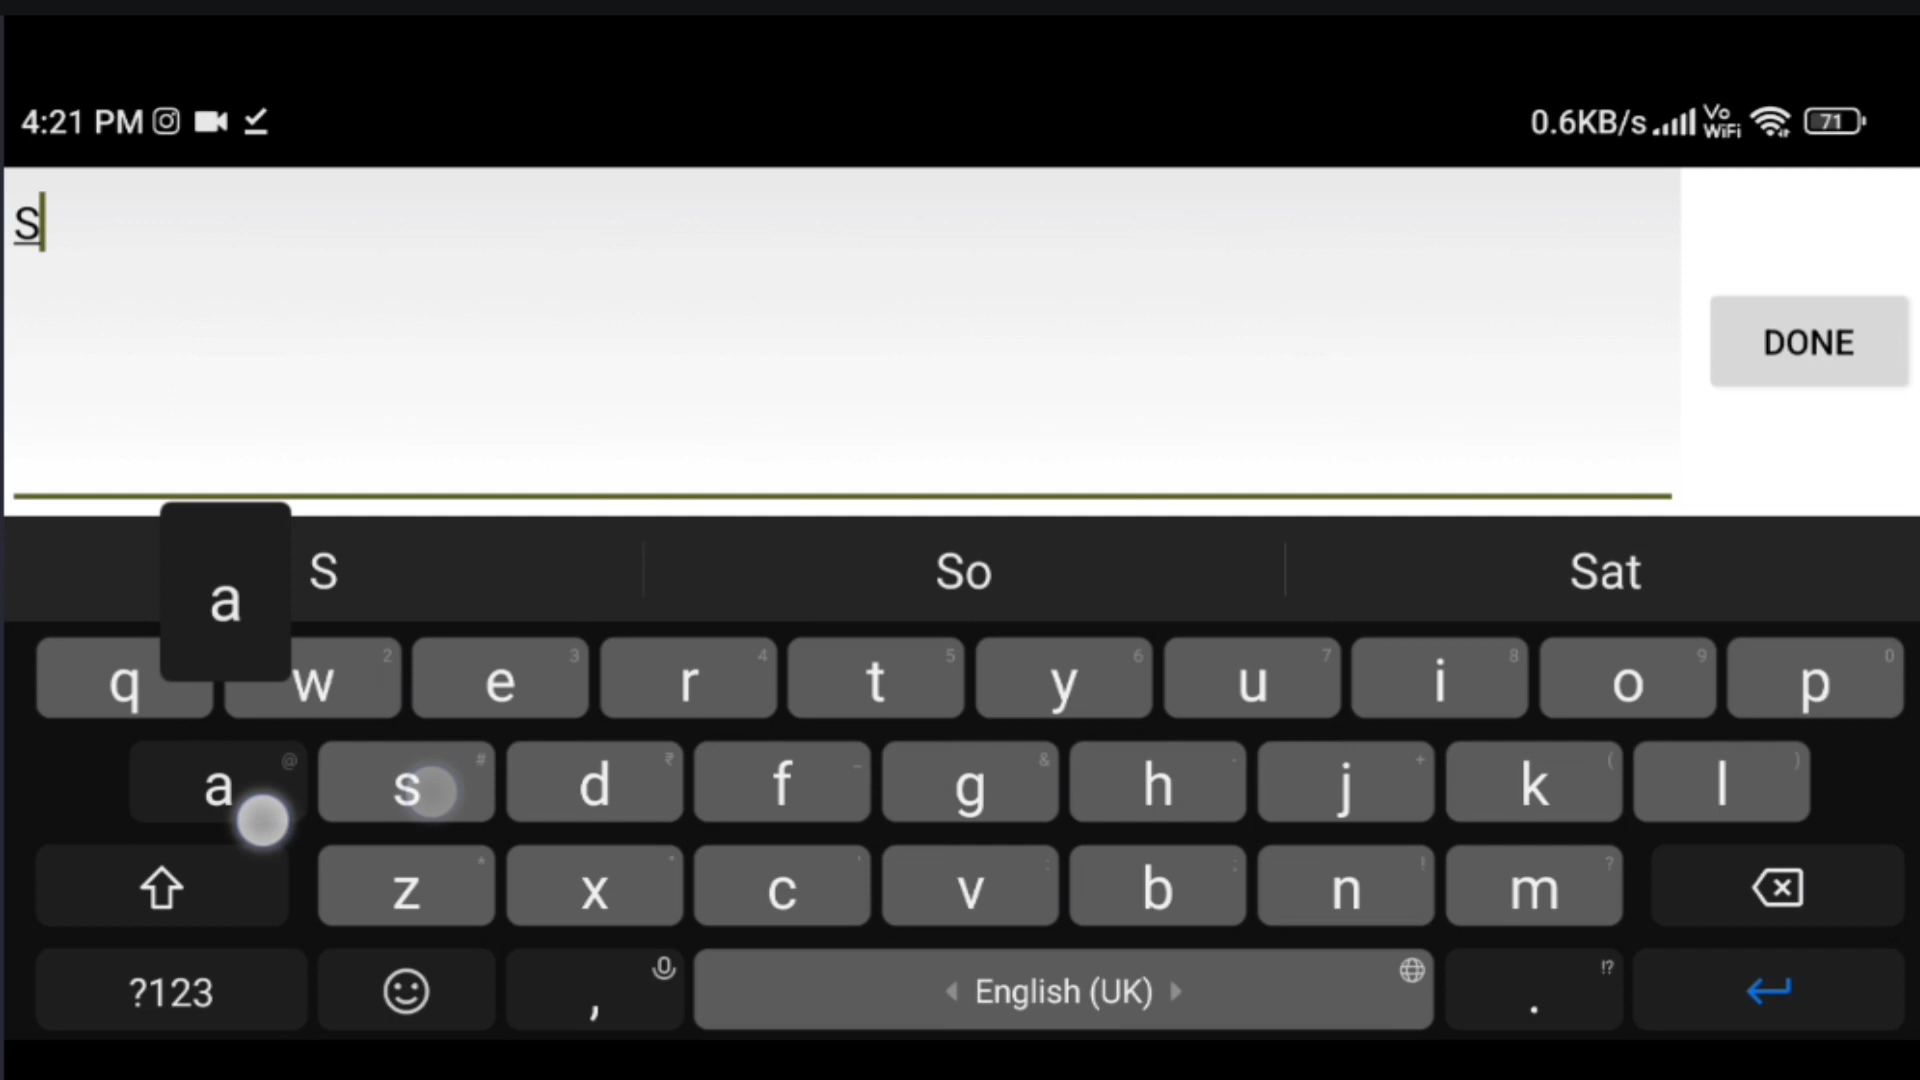 4:21 PM 0.6KB/s Vo WiFi 71
S
DONE
a
S So Sat
q w 2 e 3 r 4 t 5 y 6 u 7 i 8 o 9 p 0
a @ s # d ₹ f _ g & h - j + k ( l )
z * x " c ' v : b ; n ! m ?
?123 , English (UK) . !?